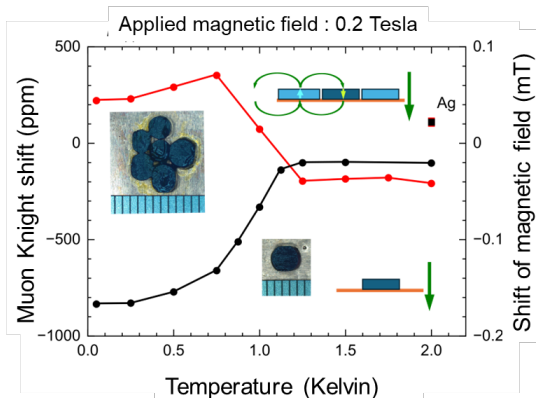 Applied magnetic field : 0.2 Tesla
500
0
−500
−1000
Muon Knight shift (ppm)
0.1
0.0
−0.1
−0.2
Shift of magnetic field (mT)
Ag
0.0
0.5
1.0
1.5
2.0
Temperature (Kelvin)